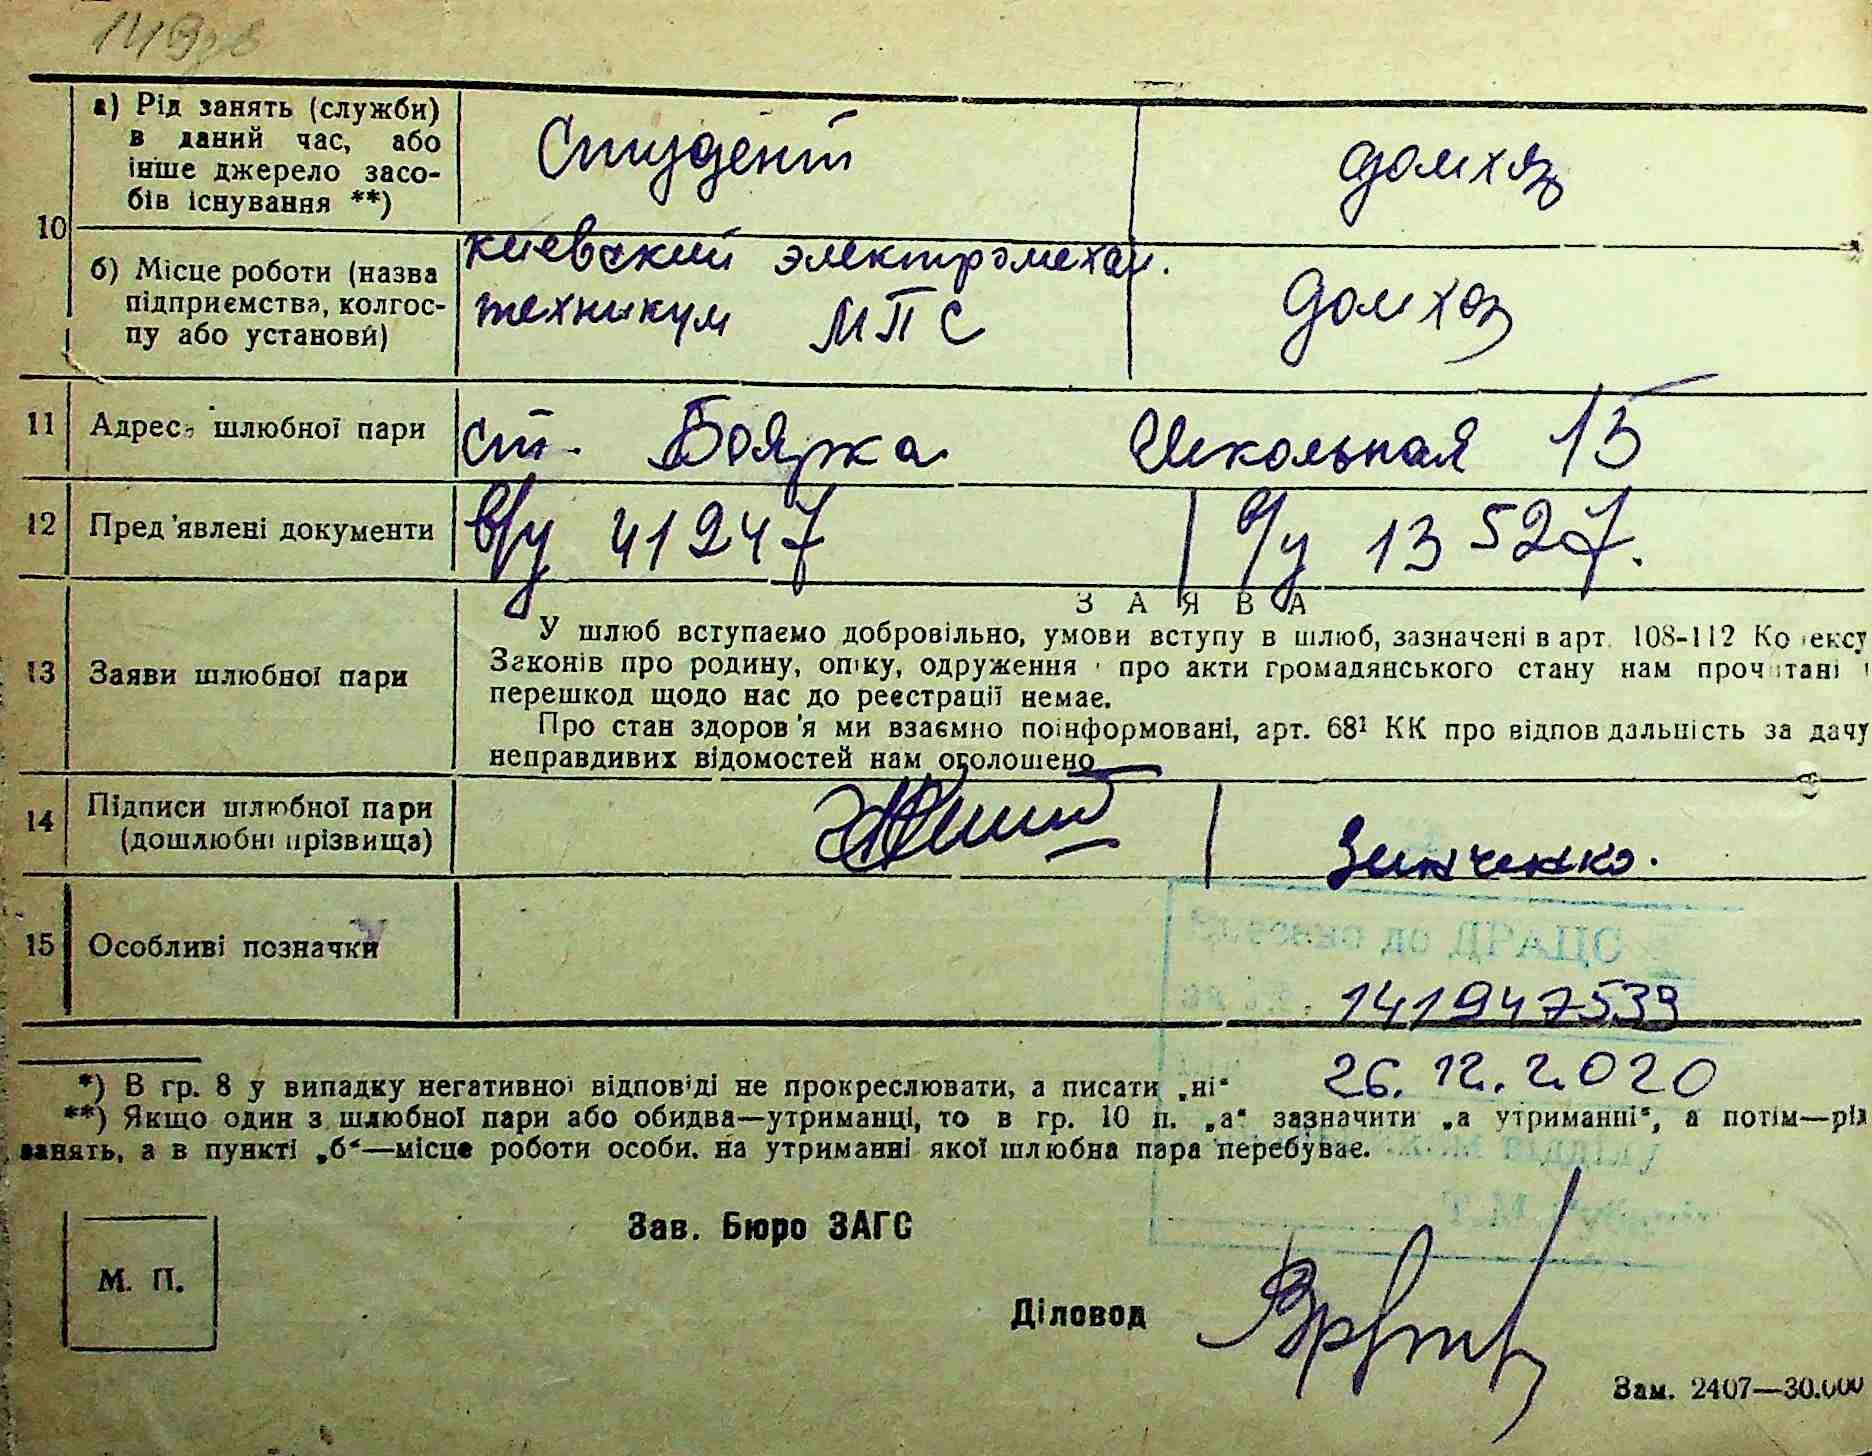 а) Рід занять (служби)
в даний час, або
інше джерело засо-
бів існування **)
Студент
домхоз
10
б) Місце роботи (назва
підприємства, колгос-
пу або установи)
киевский электромехан.
техникум МПС
домхоз
11 Адреса шлюбної пари
ст. Боярка Школьная 15
12 Пред'явлені документи
в/у 41247
в/у 13527.
13 Заяви шлюбної пари
ЗАЯВА
У шлюб вступаємо добровільно, умови вступу в шлюб, зазначені в арт. 108-112 Кодексу
Законів про родину, опіку, одруження і про акти громадянського стану нам прочитані і
перешкод щодо нас до реєстрації немає.
Про стан здоров'я ми взаємно поінформовані, арт. 68¹ КК про відповідальність за дачу
неправдивих відомостей нам оголошено
14 Підписи шлюбної пари
(дошлюбні прізвища)
Зинченко.
15 Особливі позначки
141947539
26.12.2020
*) В гр. 8 у випадку негативної відповіді не прокреслювати, а писати „ні“
**) Якщо один з шлюбної пари або обидва—утриманці, то в гр. 10 п. „а“ зазначити „а утриманні“, а потім—рід
занять, а в пункті „б“—місце роботи особи, на утриманні якої шлюбна пара перебуває.
Зав. Бюро ЗАГС
М. П.
Діловод
Зам. 2407—30.000